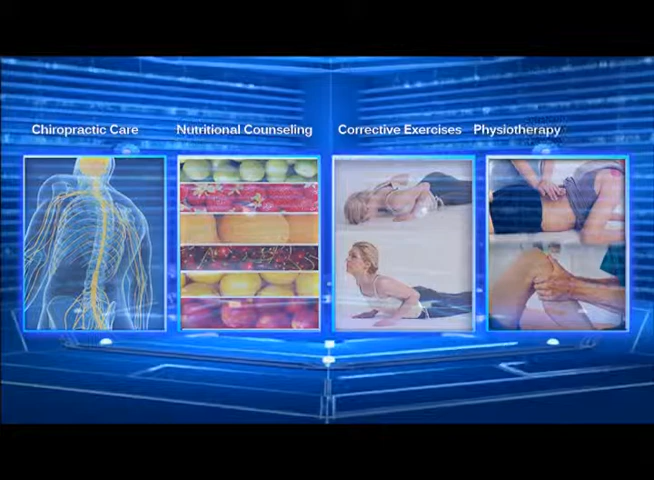 Chiropractic Care
Nutritional Counseling
Corrective Exercises
Physiotherapy